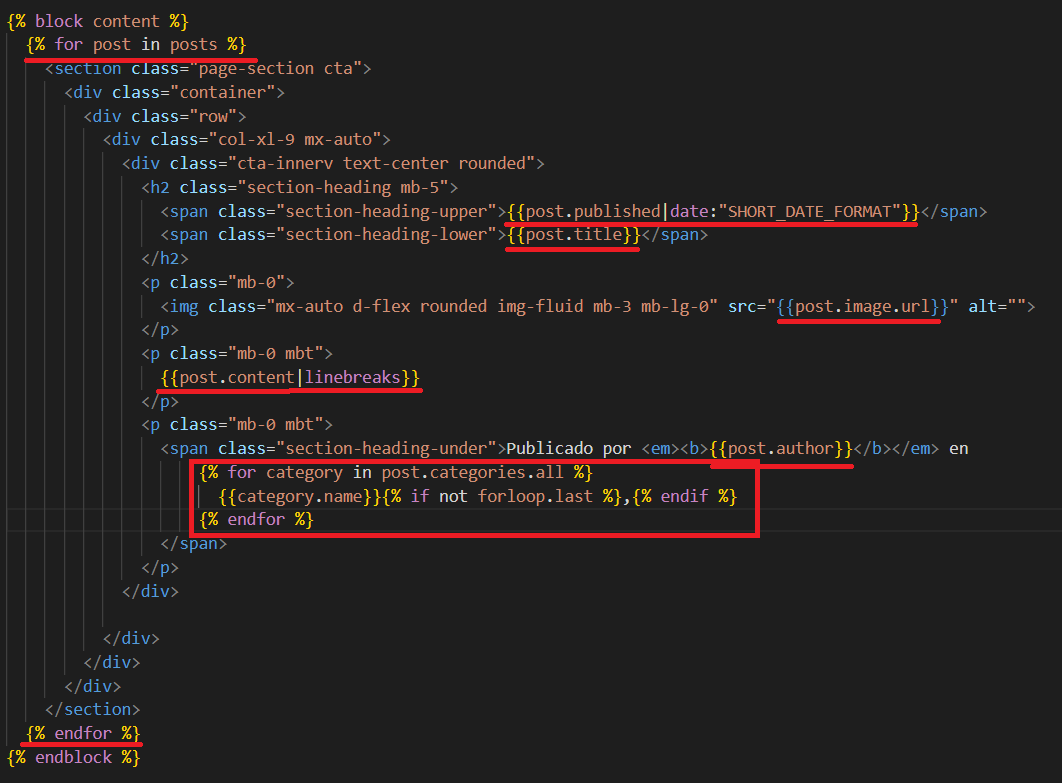 {% block content %}
{% for post in posts %}
<section class="page-section cta">
<div class="container">
<div class="row">
<div class="col-xl-9 mx-auto">
<div class="cta-innerv text-center rounded">
<h2 class="section-heading mb-5">
<span class="section-heading-upper">{{post.published|date:"SHORT_DATE_FORMAT"}}</span>
<span class="section-heading-lower">{{post.title}}</span>
</h2>
<p class="mb-0">
<img class="mx-auto d-flex rounded img-fluid mb-3 mb-lg-0" src="{{post.image.url}}" alt="">
</p>
<p class="mb-0 mbt">
{{post.content|linebreaks}}
</p>
<p class="mb-0 mbt">
<span class="section-heading-under">Publicado por <em><b>{{post.author}}</b></em> en
{% for category in post.categories.all %}
{{category.name}}{% if not forloop.last %},{% endif %}
{% endfor %}
</span>
</p>
</div>
</div>
</div>
</div>
</section>
{% endfor %}
{% endblock %}